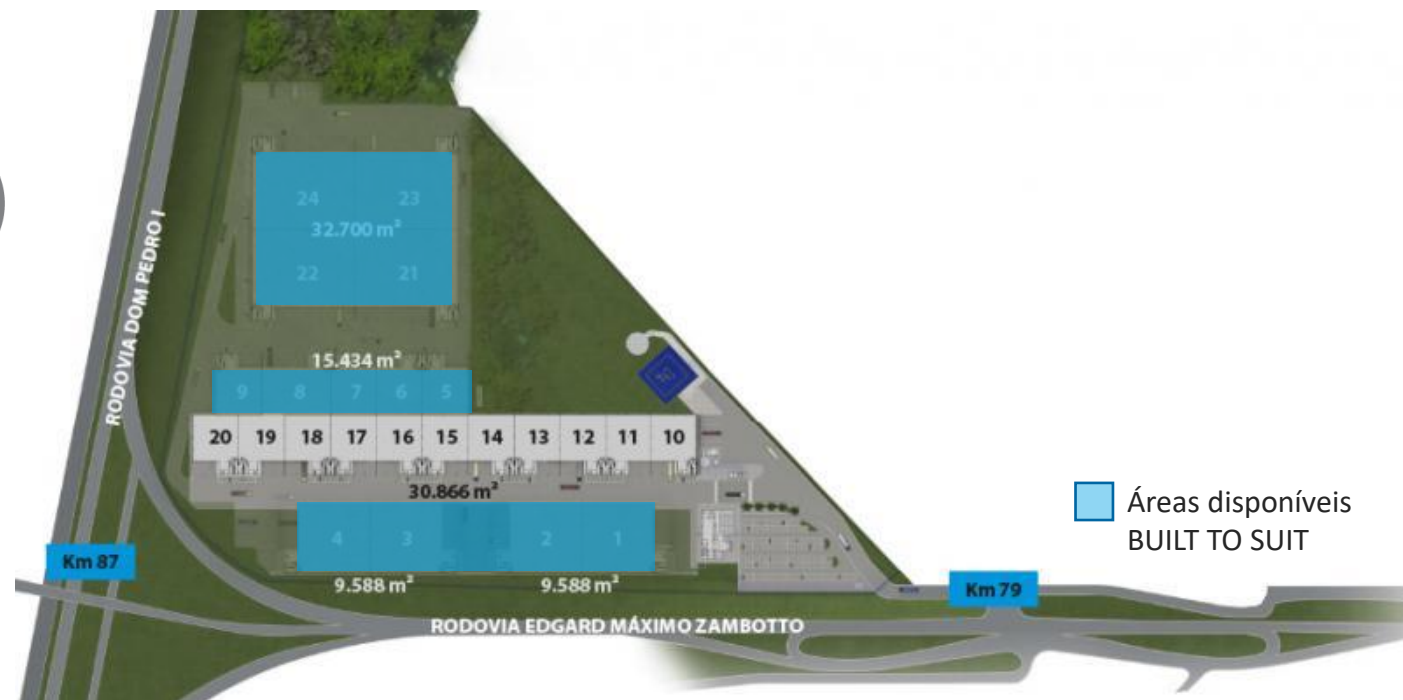 24 23
32.700 m²
22 21
RODOVIA DOM PEDRO I
15.434 m²
9 8 7 6 5
20 19 18 17 16 15 14 13 12 11 10
30.866 m²
4 3 2 1
9.588 m² 9.588 m²
Km 87
Km 79
RODOVIA EDGARD MÁXIMO ZAMBOTTO
Áreas disponíveis
BUILT TO SUIT